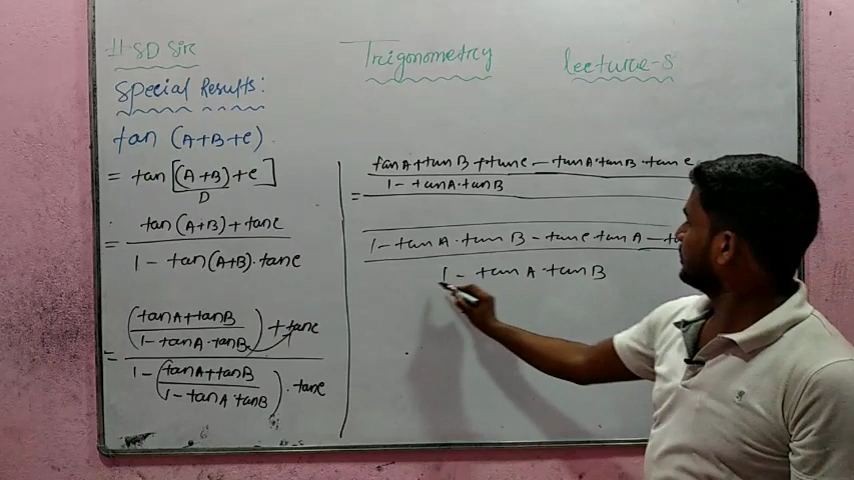 H-SD Sir
Trigonometry
lecture-8
Special Results:
tan (A+B+C)
= tan [(A+B)+C]
D
= tan(A+B) + tanC
1 - tan(A+B).tanC
= (tanA+tanB
1-tanA.tanB) + tanC
1 - (tanA+tanB
1-tanA.tanB) . tanC
= tanA+tanB+tanC-tanA.tanB.tanC
1-tanA.tanB
1-tanA.tanB-tanC.tanA-
1 - tanA.tanB